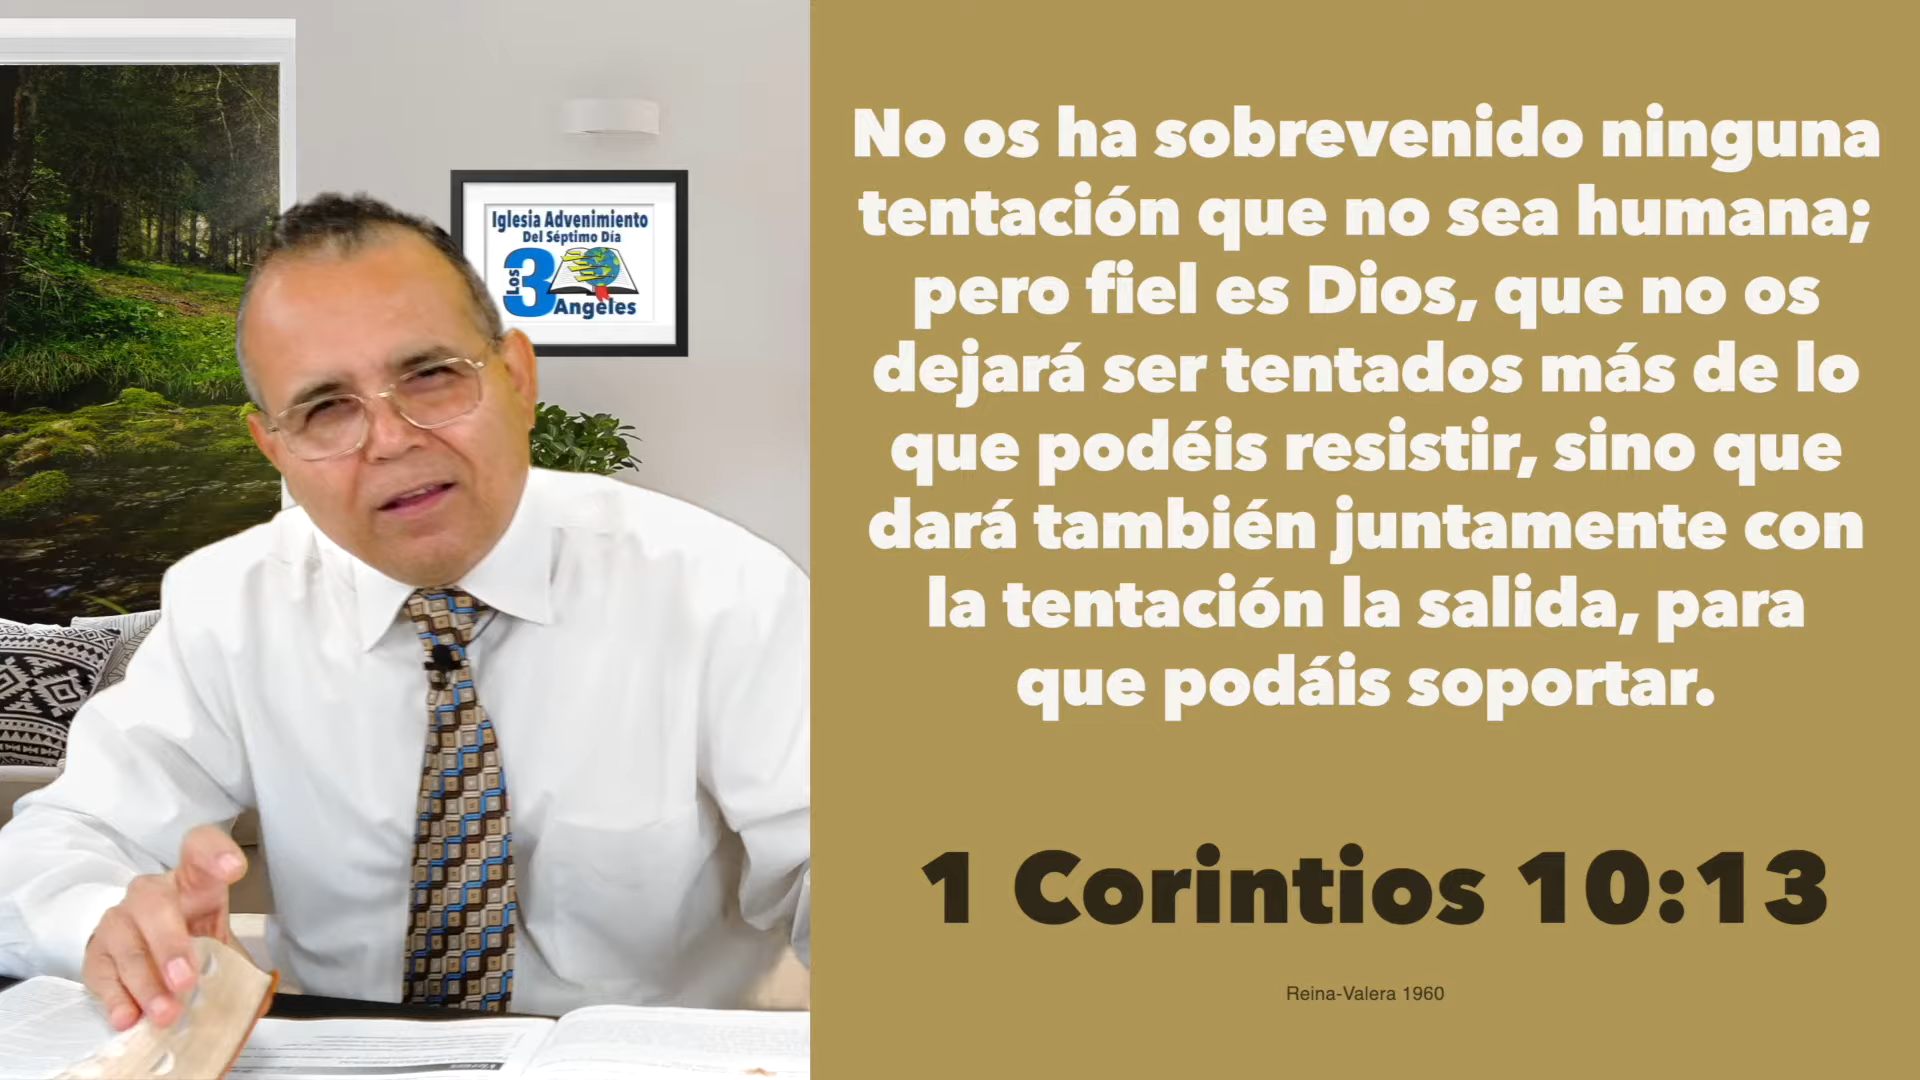 Iglesia Advenimiento
Del Séptimo Día
Los 3
Angeles
No os ha sobrevenido ninguna
tentación que no sea humana;
pero fiel es Dios, que no os
dejará ser tentados más de lo
que podéis resistir, sino que
dará también juntamente con
la tentación la salida, para
que podáis soportar.
1 Corintios 10:13
Reina-Valera 1960